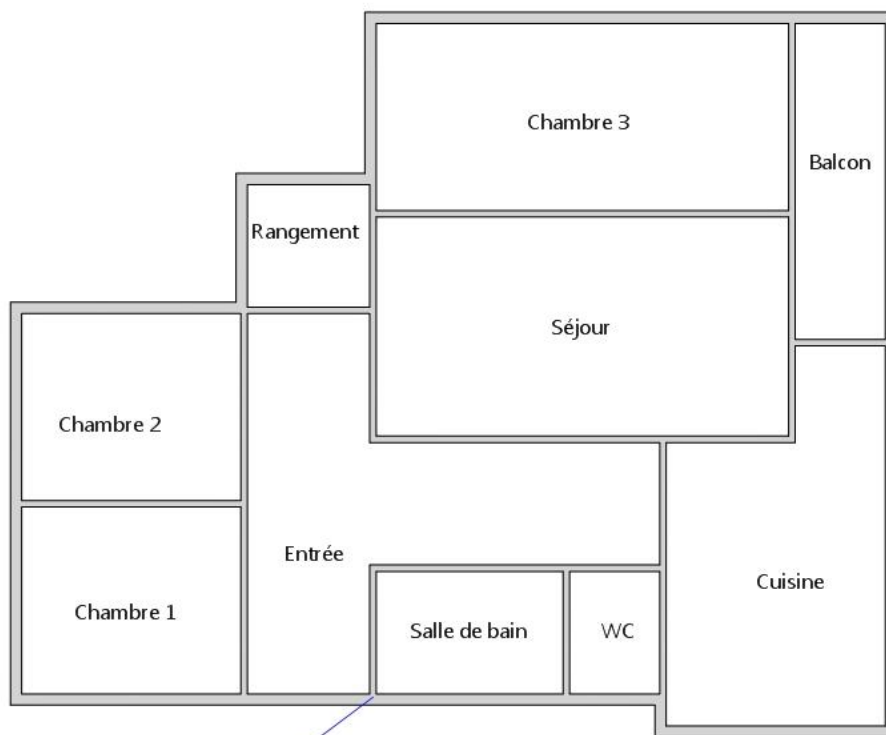 Chambre 3
Balcon
Rangement
Séjour
Chambre 2
Entrée
Cuisine
Chambre 1
Salle de bain
WC